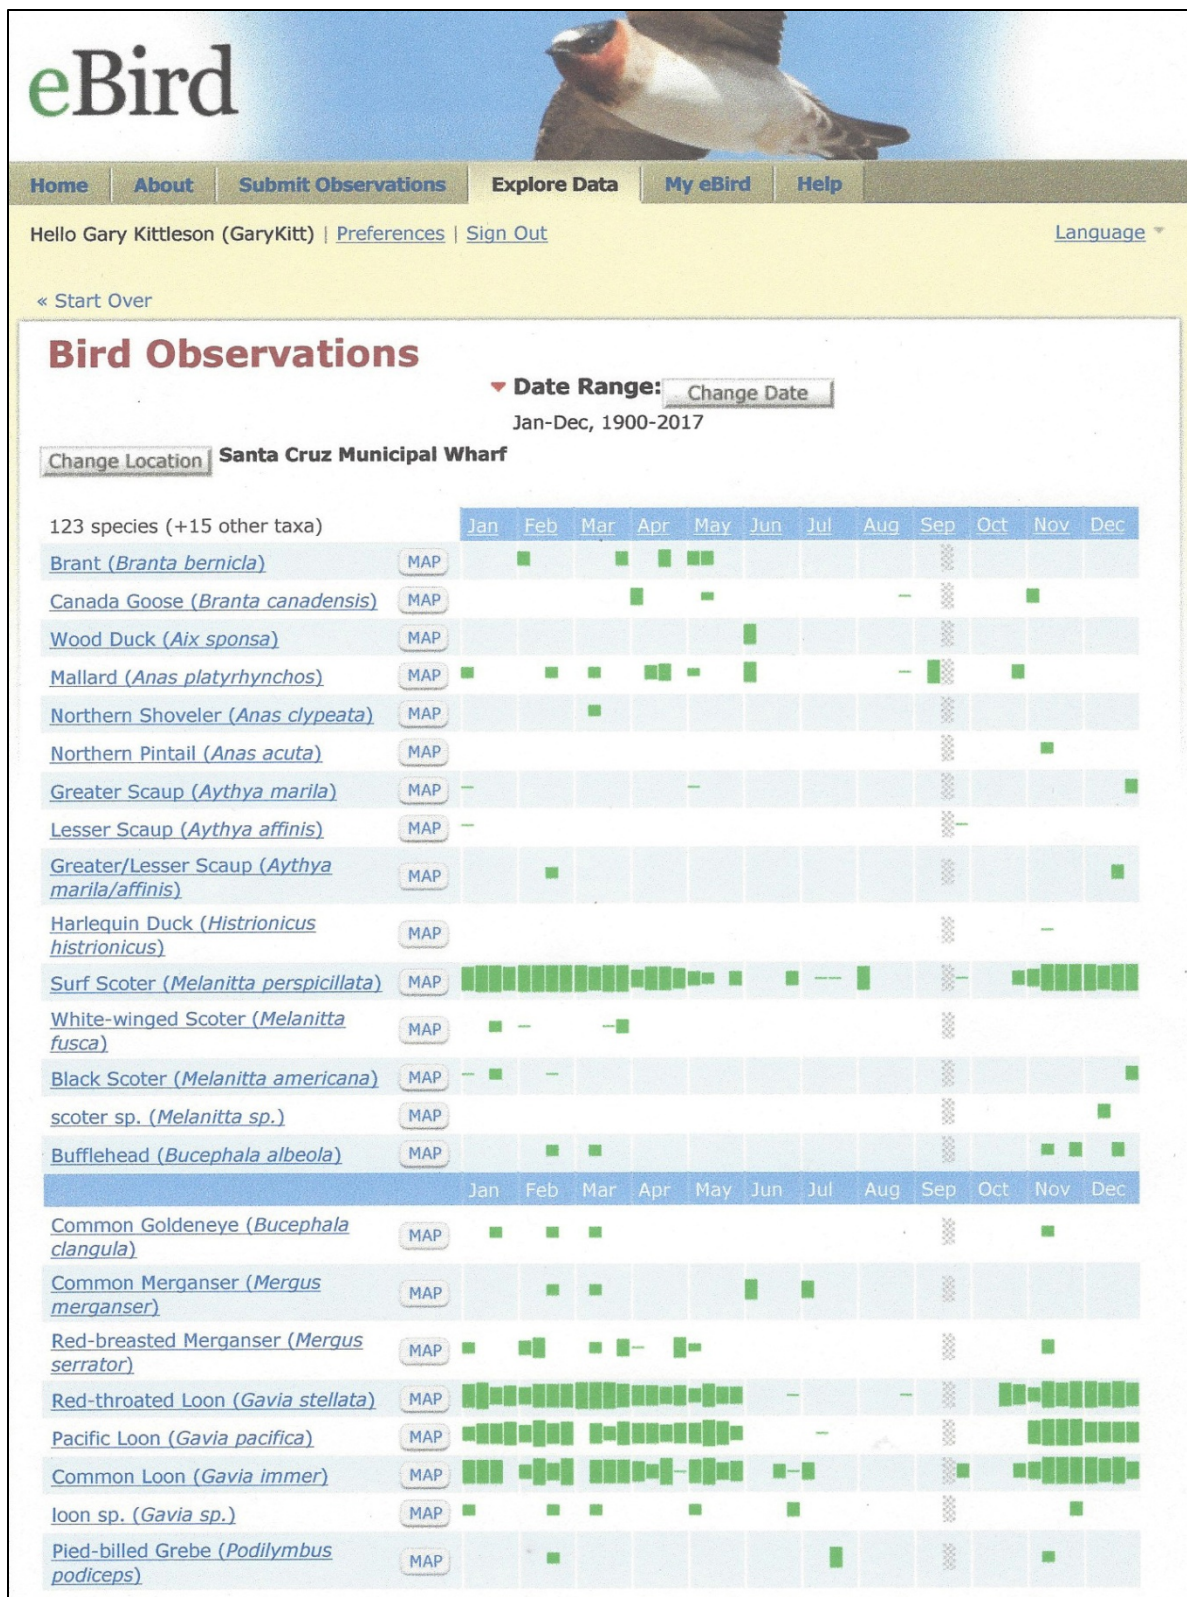 eBird
Home About Submit Observations Explore Data My eBird Help
Hello Gary Kittleson (GaryKitt) | Preferences | Sign Out Language
« Start Over
Bird Observations
Date Range: Change Date
Jan-Dec, 1900-2017
Change Location Santa Cruz Municipal Wharf
123 species (+15 other taxa) Jan Feb Mar Apr May Jun Jul Aug Sep Oct Nov Dec
Brant (Branta bernicla) MAP
Canada Goose (Branta canadensis) MAP
Wood Duck (Aix sponsa) MAP
Mallard (Anas platyrhynchos) MAP
Northern Shoveler (Anas clypeata) MAP
Northern Pintail (Anas acuta) MAP
Greater Scaup (Aythya marila) MAP
Lesser Scaup (Aythya affinis) MAP
Greater/Lesser Scaup (Aythya
marila/affinis) MAP
Harlequin Duck (Histrionicus
histrionicus) MAP
Surf Scoter (Melanitta perspicillata) MAP
White-winged Scoter (Melanitta
fusca) MAP
Black Scoter (Melanitta americana) MAP
scoter sp. (Melanitta sp.) MAP
Bufflehead (Bucephala albeola) MAP
Jan Feb Mar Apr May Jun Jul Aug Sep Oct Nov Dec
Common Goldeneye (Bucephala
clangula) MAP
Common Merganser (Mergus
merganser) MAP
Red-breasted Merganser (Mergus
serrator) MAP
Red-throated Loon (Gavia stellata) MAP
Pacific Loon (Gavia pacifica) MAP
Common Loon (Gavia immer) MAP
loon sp. (Gavia sp.) MAP
Pied-billed Grebe (Podilymbus
podiceps) MAP